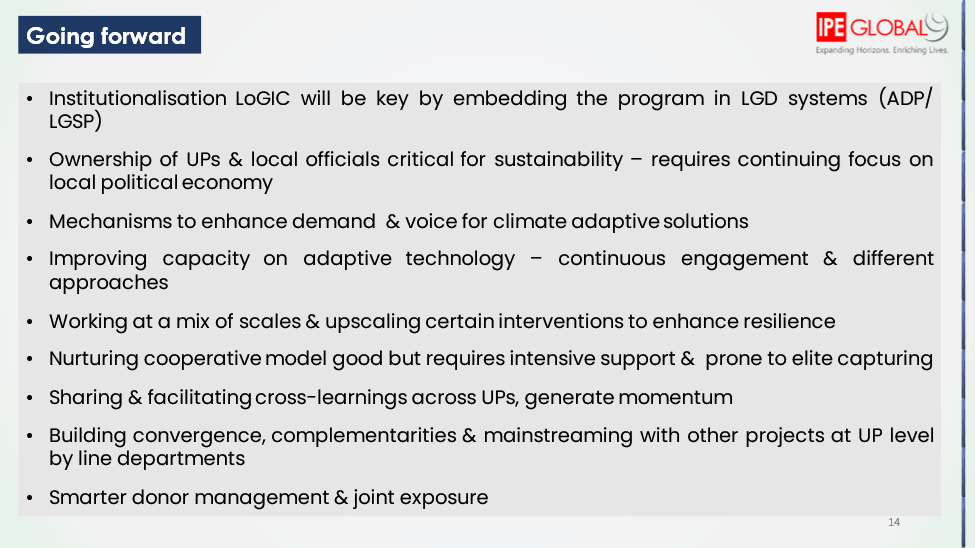 Going forward
IPE GLOBAL
Expanding Horizons. Enriching Lives.
• Institutionalisation LoGIC will be key by embedding the program in LGD systems (ADP/
LGSP)
• Ownership of UPs & local officials critical for sustainability – requires continuing focus on
local political economy
• Mechanisms to enhance demand & voice for climate adaptive solutions
• Improving capacity on adaptive technology – continuous engagement & different
approaches
• Working at a mix of scales & upscaling certain interventions to enhance resilience
• Nurturing cooperative model good but requires intensive support & prone to elite capturing
• Sharing & facilitating cross-learnings across UPs, generate momentum
• Building convergence, complementarities & mainstreaming with other projects at UP level
by line departments
• Smarter donor management & joint exposure
14